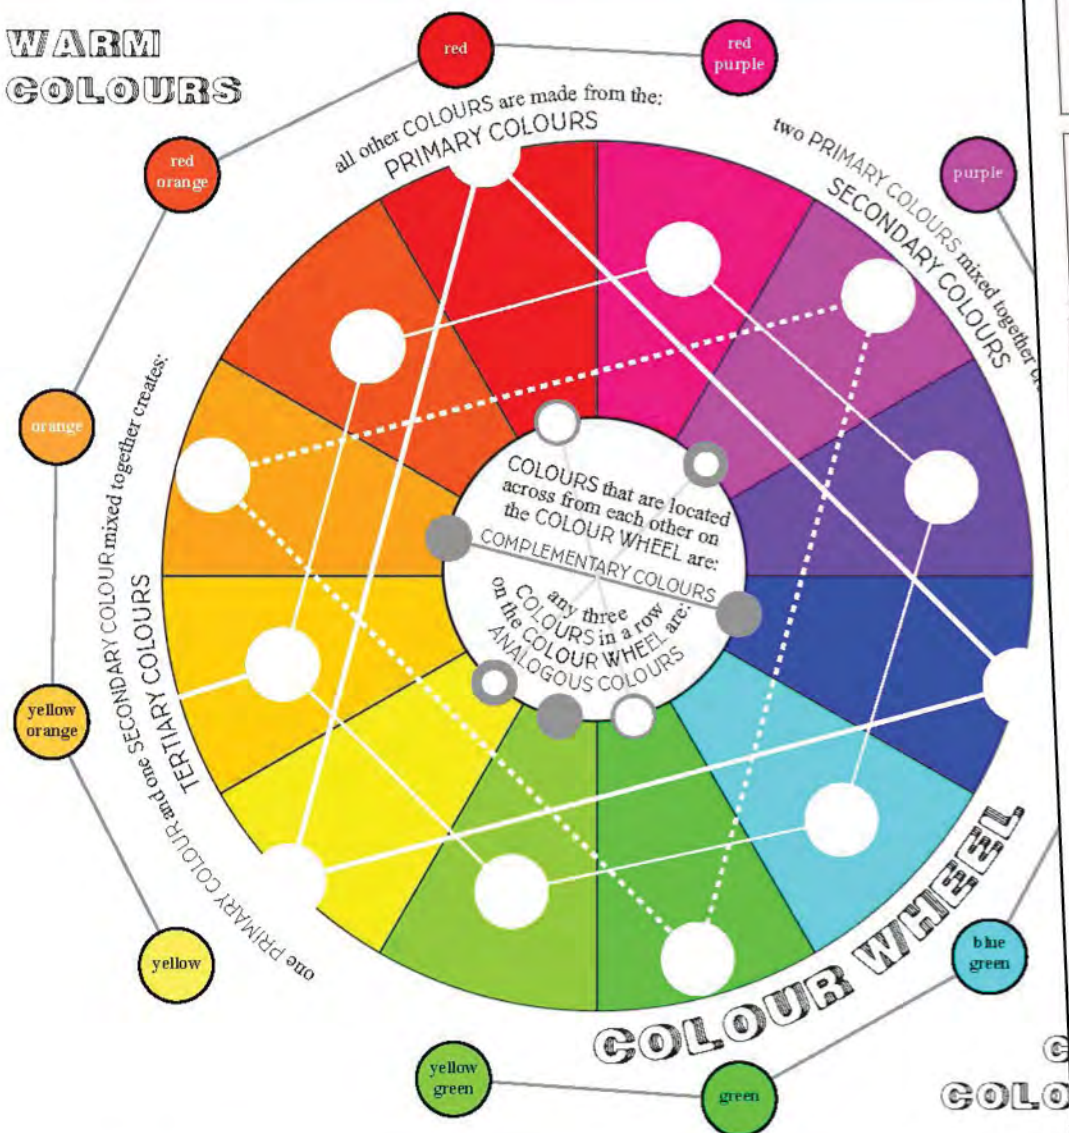 WARM
COLOURS
red
red
purple
purple
red
orange
orange
yellow
orange
yellow
yellow
green
green
blue
green
all other COLOURS are made from the:
PRIMARY COLOURS
two PRIMARY COLOURS mixed together
SECONDARY COLOURS
one PRIMARY COLOUR and one SECONDARY COLOUR mixed together creates:
TERTIARY COLOURS
COLOURS that are located
across from each other on
the COLOUR WHEEL are:
COMPLEMENTARY COLOURS
any three
COLOURS in a row
on the COLOUR WHEEL are:
ANALOGOUS COLOURS
COLOUR WHEEL
C
COLO